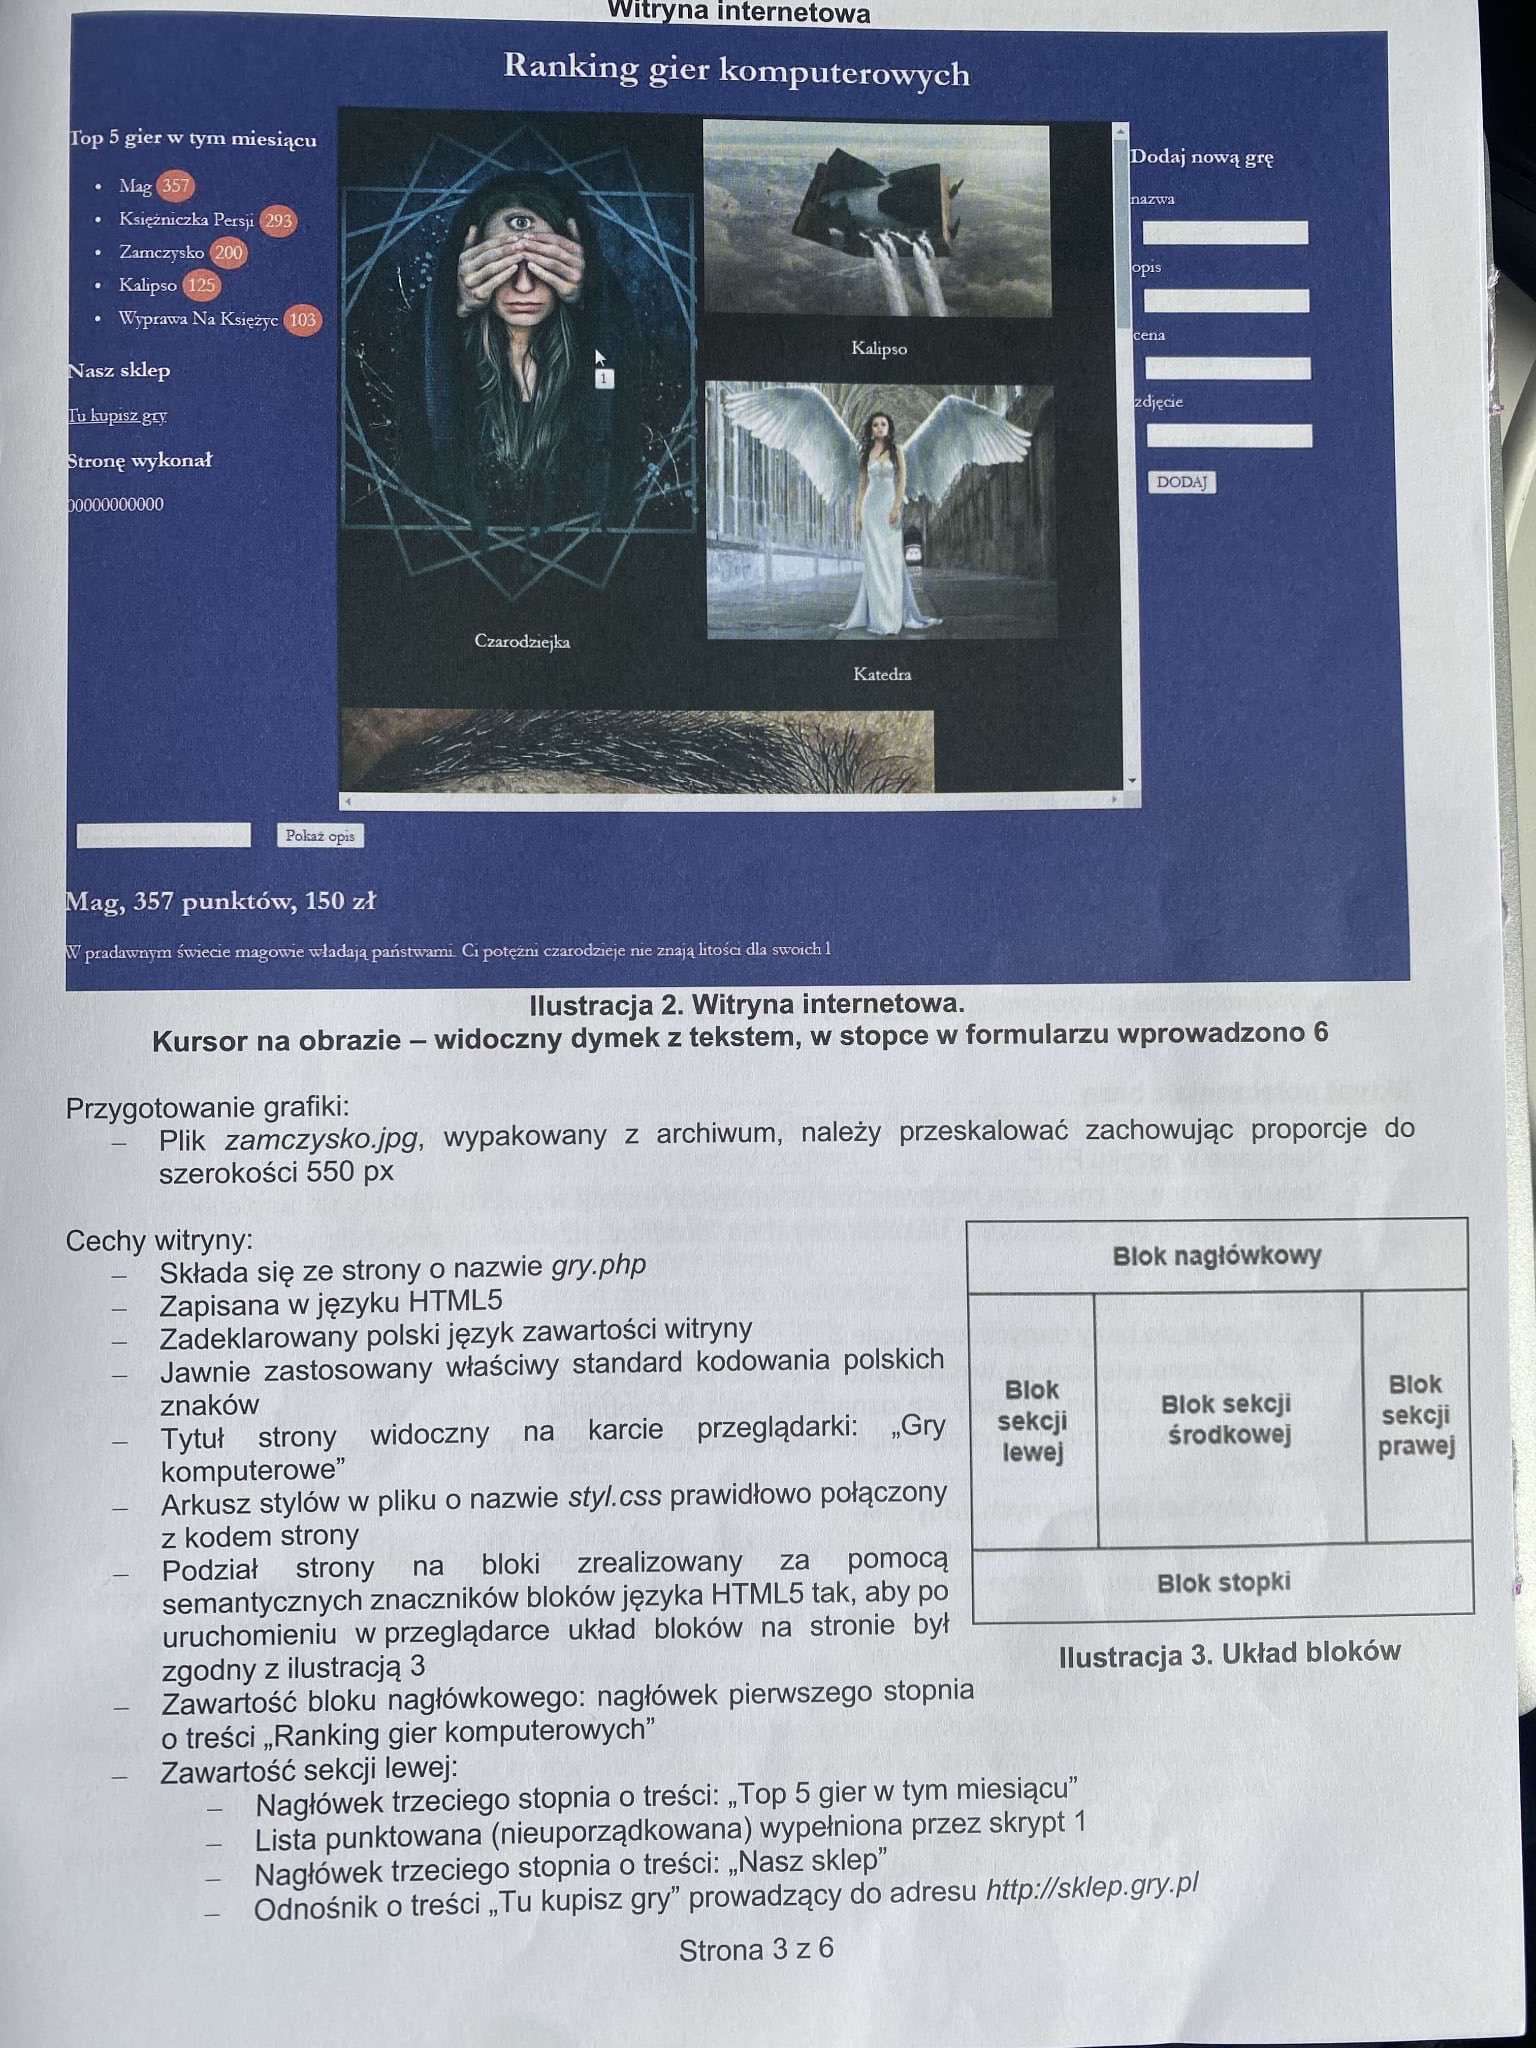 Witryna internetowa
Ranking gier komputerowych
Top 5 gier w tym miesiącu
• Mag 357
• Księżniczka Persji 293
• Zamczysko 200
• Kalipso 125
• Wyprawa Na Księżyc 103
Nasz sklep
Tu kupisz gry
Stronę wykonał
00000000000
1
Czarodziejka
Kalipso
Katedra
Dodaj nową grę
nazwa
opis
cena
zdjęcie
DODAJ
Pokaż opis
Mag, 357 punktów, 150 zł
W pradawnym świecie magowie władają państwami. Ci potężni czarodzieje nie znają litości dla swoich l
Ilustracja 2. Witryna internetowa.
Kursor na obrazie – widoczny dymek z tekstem, w stopce w formularzu wprowadzono 6
Przygotowanie grafiki:
– Plik zamczysko.jpg, wypakowany z archiwum, należy przeskalować zachowując proporcje do
szerokości 550 px
Cechy witryny:
– Składa się ze strony o nazwie gry.php
– Zapisana w języku HTML5
– Zadeklarowany polski język zawartości witryny
– Jawnie zastosowany właściwy standard kodowania polskich
znaków
– Tytuł strony widoczny na karcie przeglądarki: „Gry
komputerowe”
– Arkusz stylów w pliku o nazwie styl.css prawidłowo połączony
z kodem strony
– Podział strony na bloki zrealizowany za pomocą
semantycznych znaczników bloków języka HTML5 tak, aby po
uruchomieniu w przeglądarce układ bloków na stronie był
zgodny z ilustracją 3
– Zawartość bloku nagłówkowego: nagłówek pierwszego stopnia
o treści „Ranking gier komputerowych”
– Zawartość sekcji lewej:
– Nagłówek trzeciego stopnia o treści: „Top 5 gier w tym miesiącu”
– Lista punktowana (nieuporządkowana) wypełniona przez skrypt 1
– Nagłówek trzeciego stopnia o treści: „Nasz sklep”
– Odnośnik o treści „Tu kupisz gry” prowadzący do adresu http://sklep.gry.pl
Blok nagłówkowy
Blok
sekcji
lewej
Blok sekcji
środkowej
Blok
sekcji
prawej
Blok stopki
Ilustracja 3. Układ bloków
Strona 3 z 6